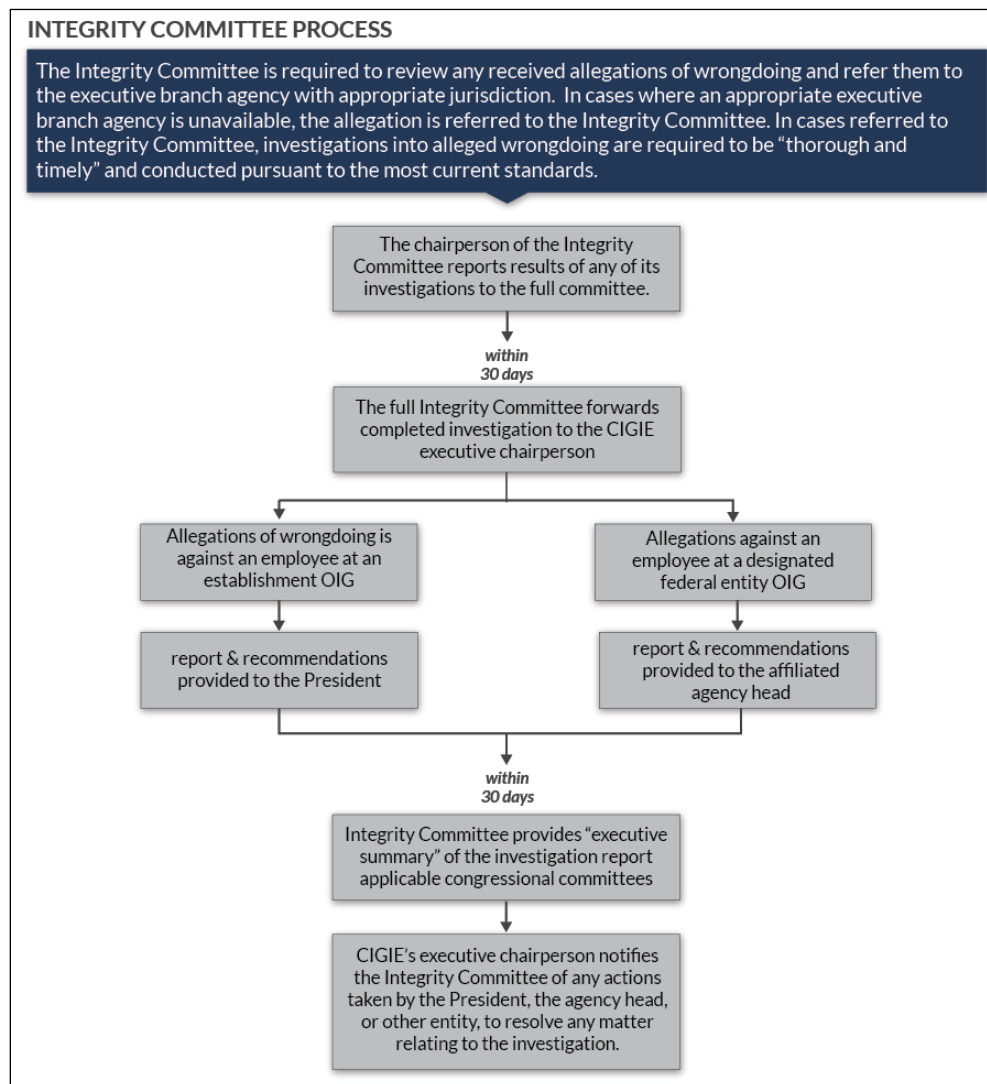 INTEGRITY COMMITTEE PROCESS
The Integrity Committee is required to review any received allegations of wrongdoing and refer them to
the executive branch agency with appropriate jurisdiction. In cases where an appropriate executive
branch agency is unavailable, the allegation is referred to the Integrity Committee. In cases referred to
the Integrity Committee, investigations into alleged wrongdoing are required to be “thorough and
timely” and conducted pursuant to the most current standards.
The chairperson of the Integrity
Committee reports results of any of its
investigations to the full committee.
within
30 days
The full Integrity Committee forwards
completed investigation to the CIGIE
executive chairperson
Allegations of wrongdoing is
against an employee at an
establishment OIG
Allegations against an
employee at a designated
federal entity OIG
report & recommendations
provided to the President
report & recommendations
provided to the affiliated
agency head
within
30 days
Integrity Committee provides “executive
summary” of the investigation report
applicable congressional committees
CIGIE’s executive chairperson notifies
the Integrity Committee of any actions
taken by the President, the agency head,
or other entity, to resolve any matter
relating to the investigation.